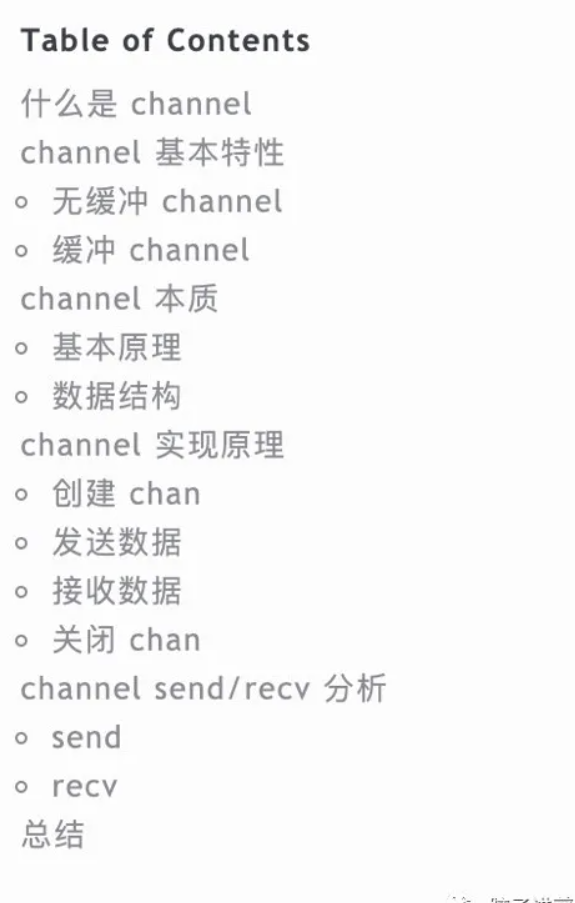 Table of Contents
什么是 channel
channel 基本特性
无缓冲 channel
缓冲 channel
channel 本质
基本原理
数据结构
channel 实现原理
创建 chan
发送数据
接收数据
关闭 chan
channel send/recv 分析
send
recv
总结